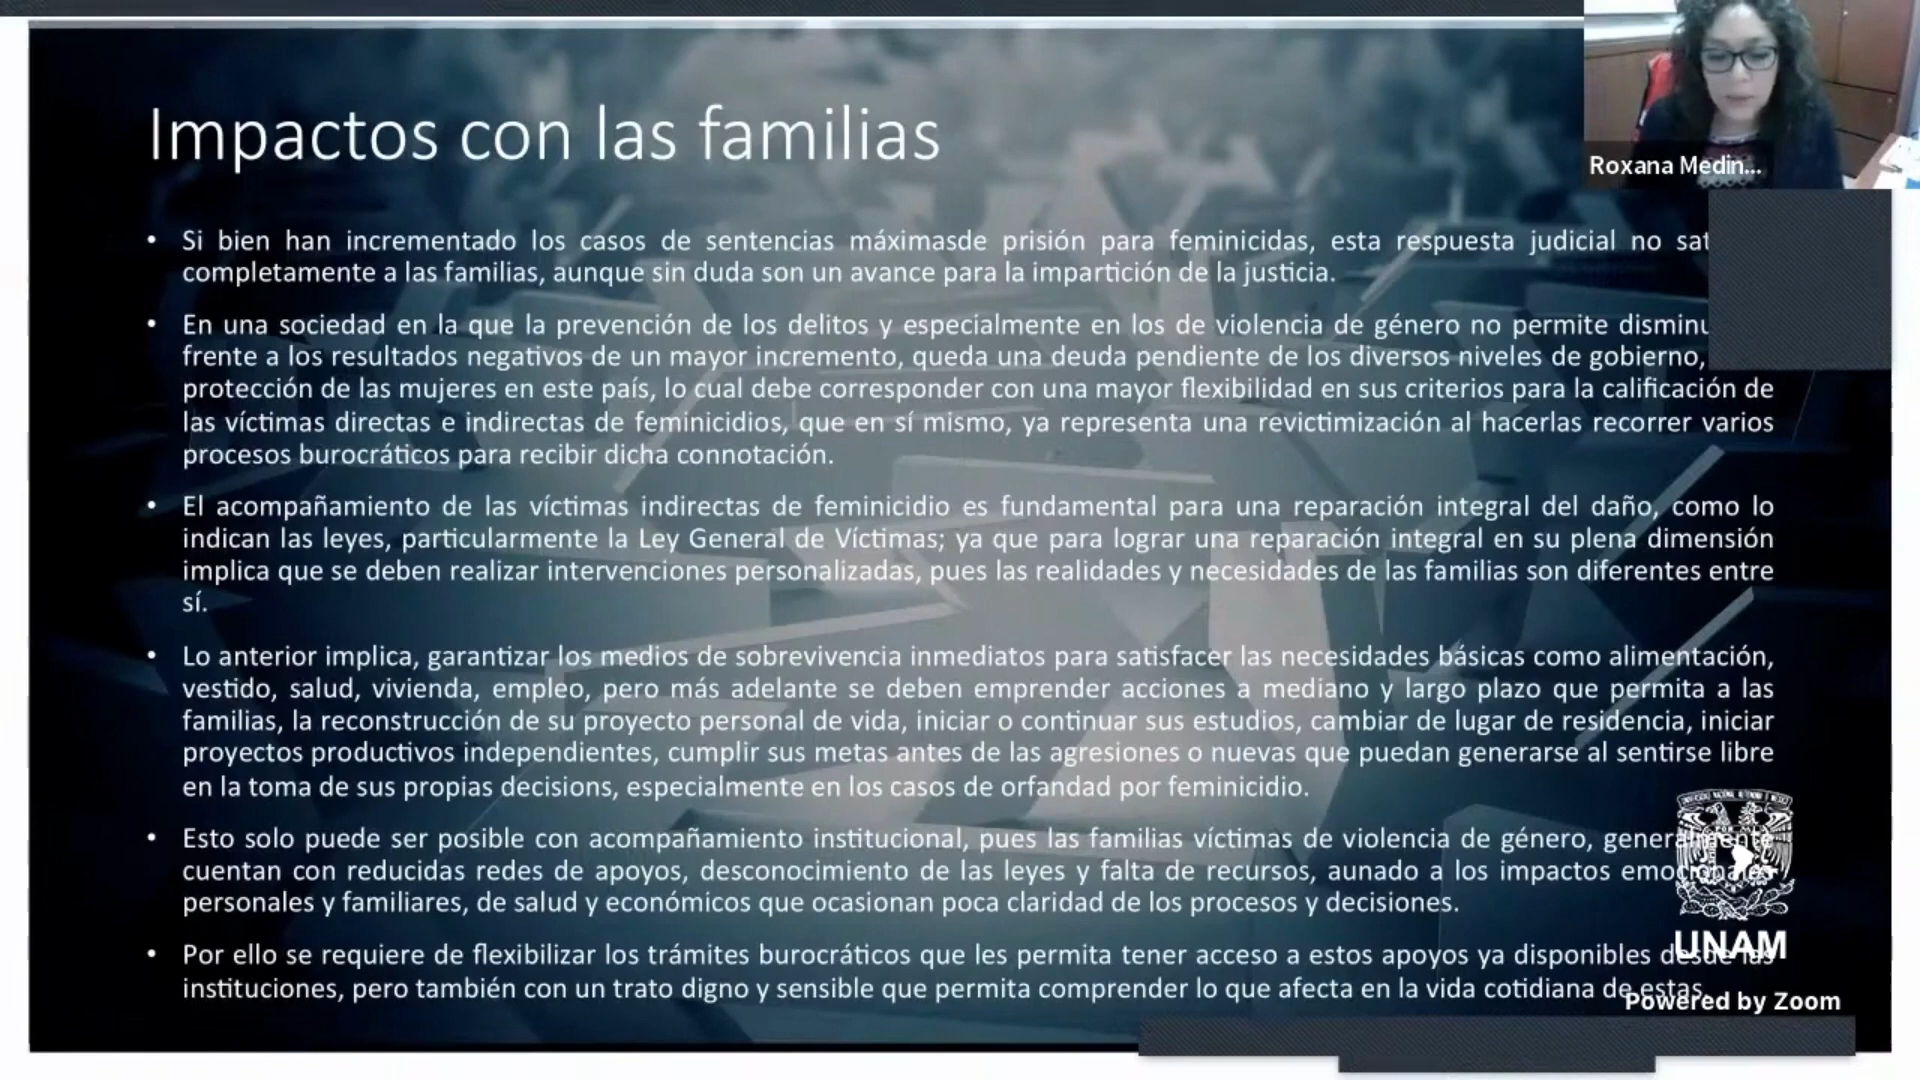 Impactos con las familias
Roxana Medin...
• Si bien han incrementado los casos de sentencias máximasde prisión para feminicidas, esta respuesta judicial no
completamente a las familias, aunque sin duda son un avance para la impartición de la justicia.
• En una sociedad en la que la prevención de los delitos y especialmente en los de violencia de género no permite
frente a los resultados negativos de un mayor incremento, queda una deuda pendiente de los diversos niveles de gobierno,
protección de las mujeres en este país, lo cual debe corresponder con una mayor flexibilidad en sus criterios para la calificación de
las víctimas directas e indirectas de feminicidios, que en sí mismo, ya representa una revictimización al hacerlas recorrer varios
procesos burocráticos para recibir dicha connotación.
• El acompañamiento de las víctimas indirectas de feminicidio es fundamental para una reparación integral del daño, como lo
indican las leyes, particularmente la Ley General de Víctimas; ya que para lograr una reparación integral en su plena dimensión
implica que se deben realizar intervenciones personalizadas, pues las realidades y necesidades de las familias son diferentes entre
sí.
• Lo anterior implica, garantizar los medios de sobrevivencia inmediatos para satisfacer las necesidades básicas como alimentación,
vestido, salud, vivienda, empleo, pero más adelante se deben emprender acciones a mediano y largo plazo que permita a las
familias, la reconstrucción de su proyecto personal de vida, iniciar o continuar sus estudios, cambiar de lugar de residencia, iniciar
proyectos productivos independientes, cumplir sus metas antes de las agresiones o nuevas que puedan generarse al sentirse libre
en la toma de sus propias decisions, especialmente en los casos de orfandad por feminicidio.
• Esto solo puede ser posible con acompañamiento institucional, pues las familias víctimas de violencia de género, generalmente
cuentan con reducidas redes de apoyos, desconocimiento de las leyes y falta de recursos, aunado a los impactos emocionales
personales y familiares, de salud y económicos que ocasionan poca claridad de los procesos y decisiones.
• Por ello se requiere de flexibilizar los trámites burocráticos que les permita tener acceso a estos apoyos ya disponibles desde las
instituciones, pero también con un trato digno y sensible que permita comprender lo que afecta en la vida cotidiana de estas.
UNAM
Powered by Zoom